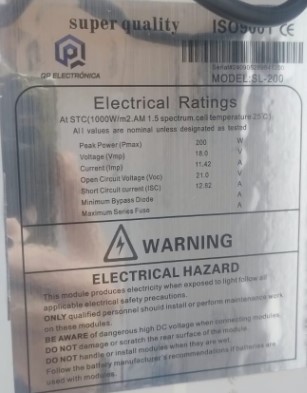 super quality ISO9001 CE
QP ELECTRÓNICA
MODEL:SL-200
Electrical Ratings
At STC(1000W/m2.AM 1.5 spectrum.cell temperature 25 C).
All values are nominal unless designated as tested
Peak Power (Pmax) 200 W
Voltage (Vmp) 18.0 V
Current (Imp) 11.42 A
Open Circuit Voltage (Voc) 21.0 V
Short Circuit current (ISC) 12.62 A
Minimum Bypass Diode A
Maximum Series Fuse A
WARNING
ELECTRICAL HAZARD
This module produces electricity when exposed to light follow all
applicable electrical safety precautions.
ONLY qualified personnel should install or perform maintenance work
on these modules.
BE AWARE of dangerous high DC voltage when connecting modules.
DO NOT damage or scratch the rear surface of the module.
DO NOT handle or install modules when they are wet.
Follow the battery manufacturer's recommendations if batteries are
used with modules.